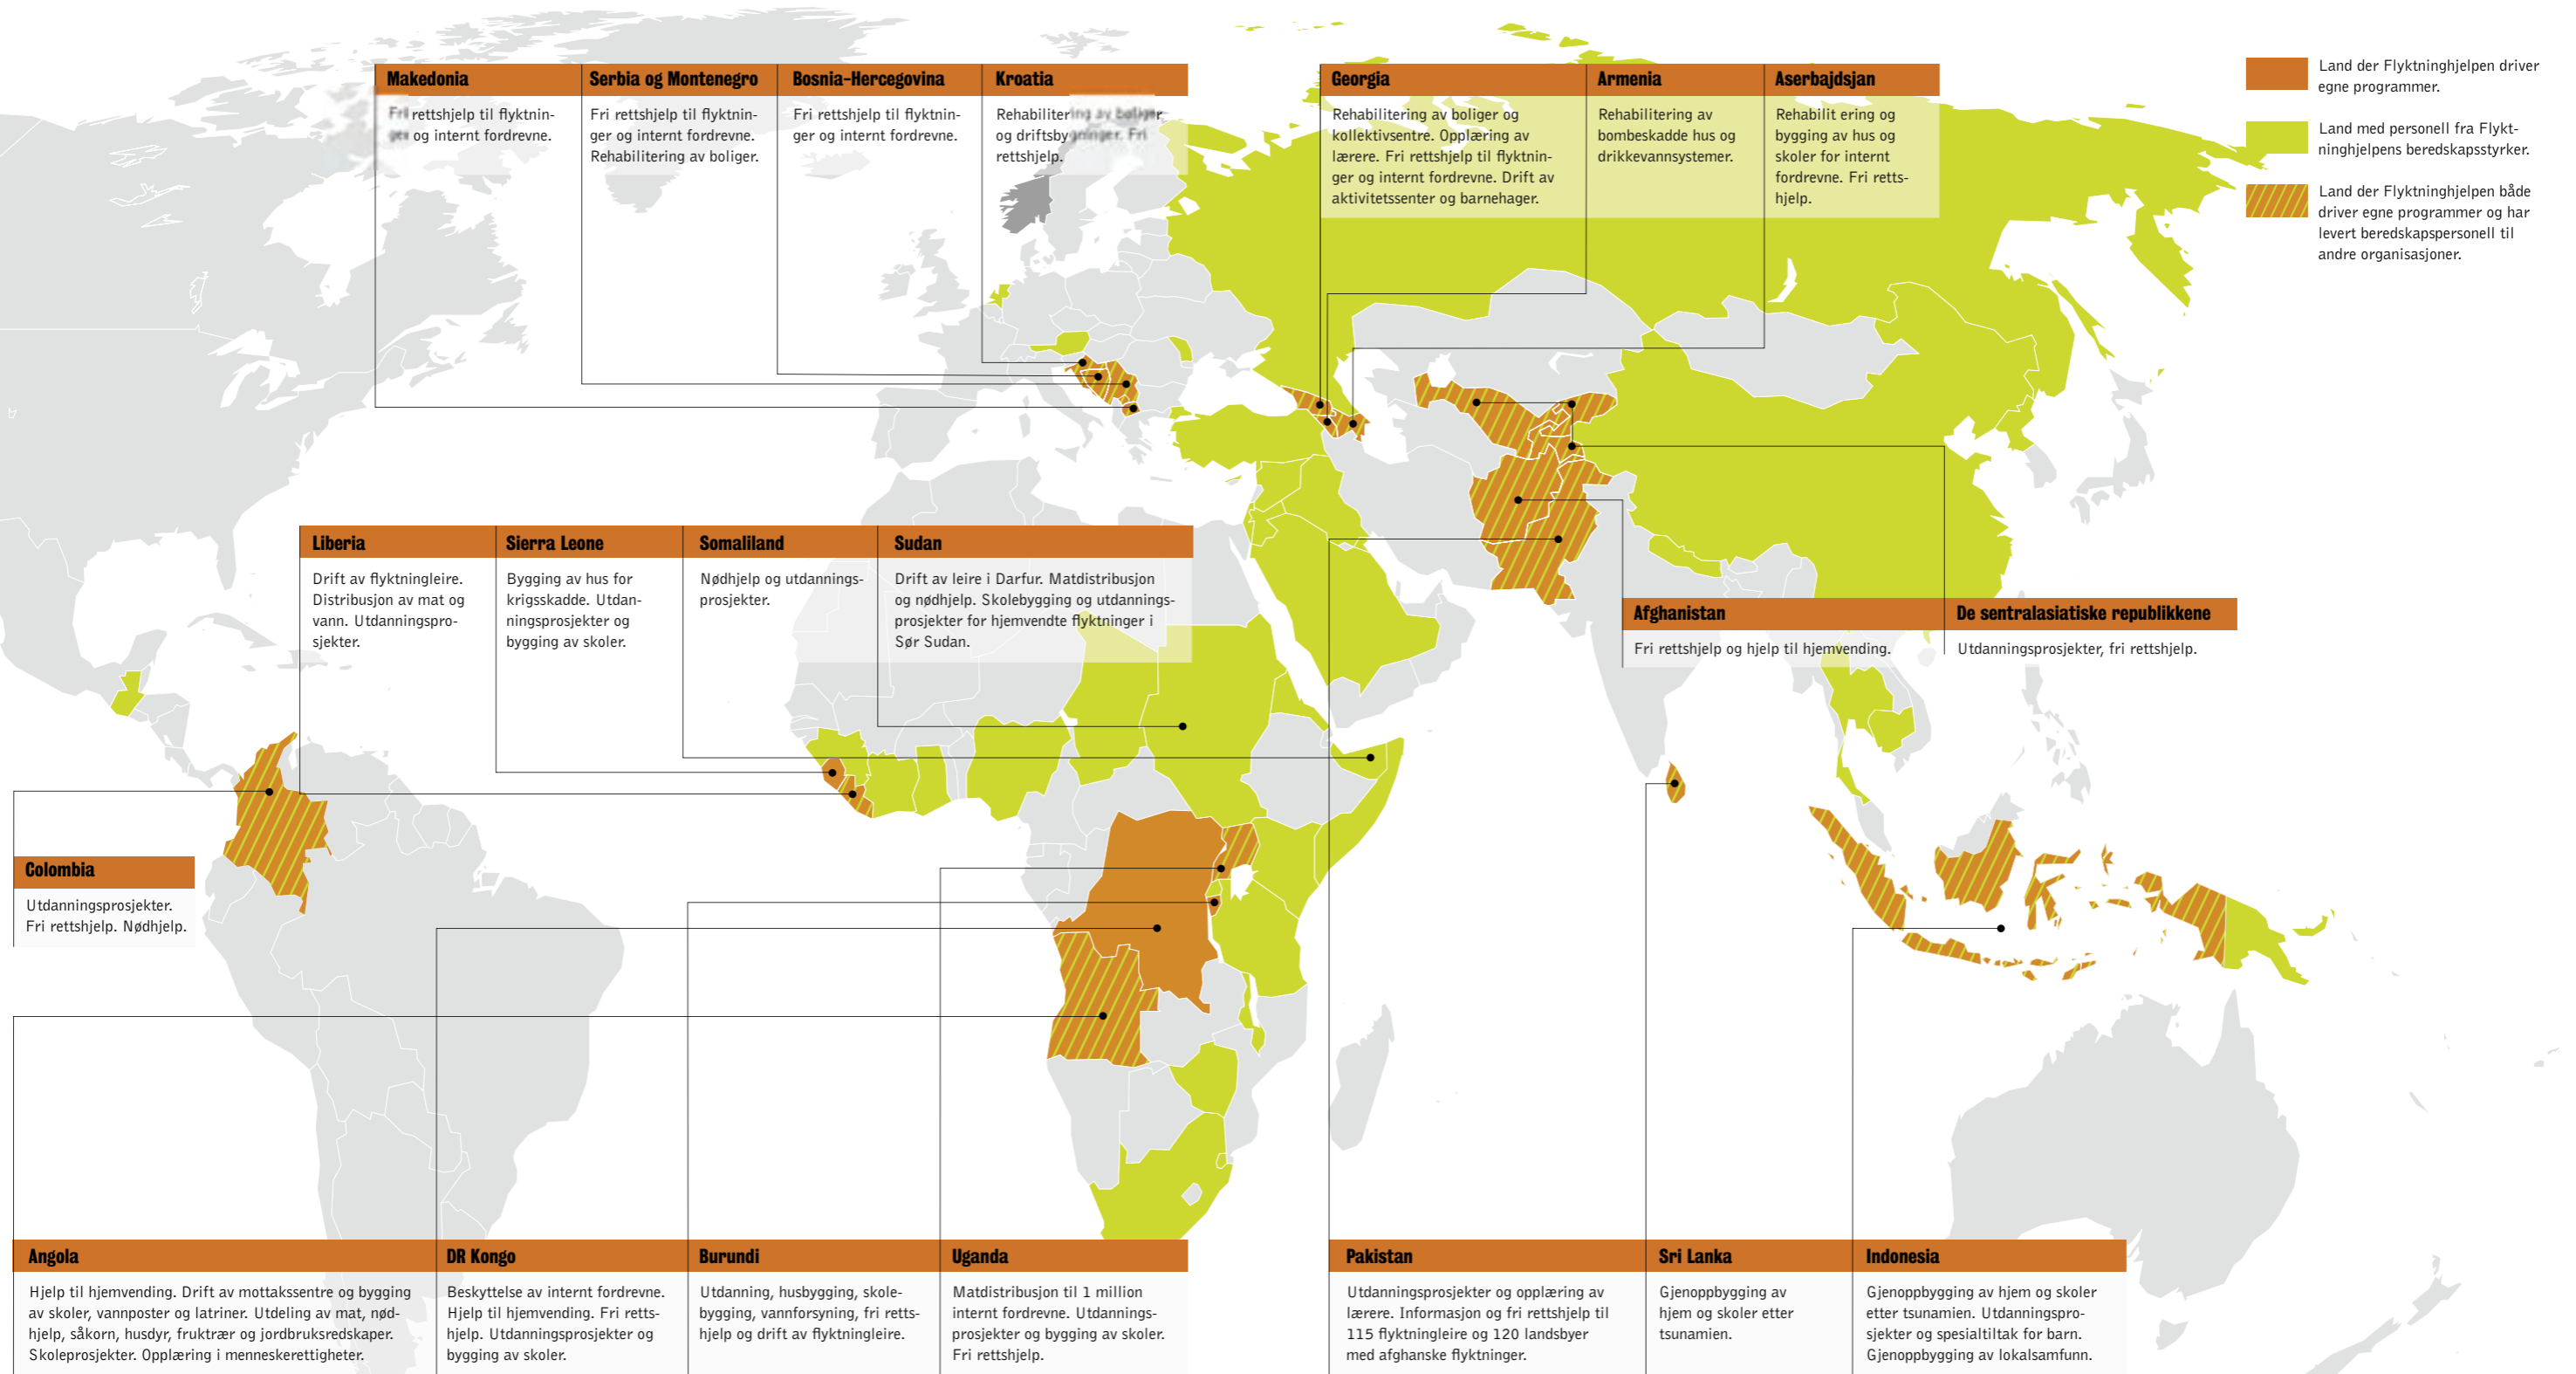 Makedonia
Fri rettshjelp til flyktnin-
ger og internt fordrevne.
Serbia og Montenegro
Fri rettshjelp til flyktnin-
ger og internt fordrevne.
Rehabilitering av boliger.
Bosnia-Hercegovina
Fri rettshjelp til flyktnin-
ger og internt fordrevne.
Kroatia
Rehabilitering av boliger
og driftsbygninger. Fri
rettshjelp.
Georgia
Rehabilitering av boliger og
kollektivsentre. Opplæring av
lærere. Fri rettshjelp til flyktnin-
ger og internt fordrevne. Drift av
aktivitetssenter og barnehager.
Armenia
Rehabilitering av
bombeskadde hus og
drikkevannsystemer.
Aserbajdsjan
Rehabilit ering og
bygging av hus og
skoler for internt
fordrevne. Fri retts-
hjelp.
Land der Flyktninghjelpen driver
egne programmer.
Land med personell fra Flykt-
ninghjelpens beredskapsstyrker.
Land der Flyktninghjelpen både
driver egne programmer og har
levert beredskapspersonell til
andre organisasjoner.
Liberia
Drift av flyktningleire.
Distribusjon av mat og
vann. Utdanningspro-
sjekter.
Sierra Leone
Bygging av hus for
krigsskadde. Utdan-
ningsprosjekter og
bygging av skoler.
Somaliland
Nødhjelp og utdannings-
prosjekter.
Sudan
Drift av leire i Darfur. Matdistribusjon
og nødhjelp. Skolebygging og utdannings-
prosjekter for hjemvendte flyktninger i
Sør Sudan.
Afghanistan
Fri rettshjelp og hjelp til hjemvending.
De sentralasiatiske republikkene
Utdanningsprosjekter, fri rettshjelp.
Colombia
Utdanningsprosjekter.
Fri rettshjelp. Nødhjelp.
Angola
Hjelp til hjemvending. Drift av mottakssentre og bygging
av skoler, vannposter og latriner. Utdeling av mat, nød-
hjelp, såkorn, husdyr, fruktrær og jordbruksredskaper.
Skoleprosjekter. Opplæring i menneskerettigheter.
DR Kongo
Beskyttelse av internt fordrevne.
Hjelp til hjemvending. Fri retts-
hjelp. Utdanningsprosjekter og
bygging av skoler.
Burundi
Utdanning, husbygging, skole-
bygging, vannforsyning, fri retts-
hjelp og drift av flyktningleire.
Uganda
Matdistribusjon til 1 million
internt fordrevne. Utdannings-
prosjekter og bygging av skoler.
Fri rettshjelp.
Pakistan
Utdanningsprosjekter og opplæring av
lærere. Informasjon og fri rettshjelp til
115 flyktningleire og 120 landsbyer
med afghanske flyktninger.
Sri Lanka
Gjenoppbygging av
hjem og skoler etter
tsunamien.
Indonesia
Gjenoppbygging av hjem og skoler
etter tsunamien. Utdanningspro-
sjekter og spesialtiltak for barn.
Gjenoppbygging av lokalsamfunn.